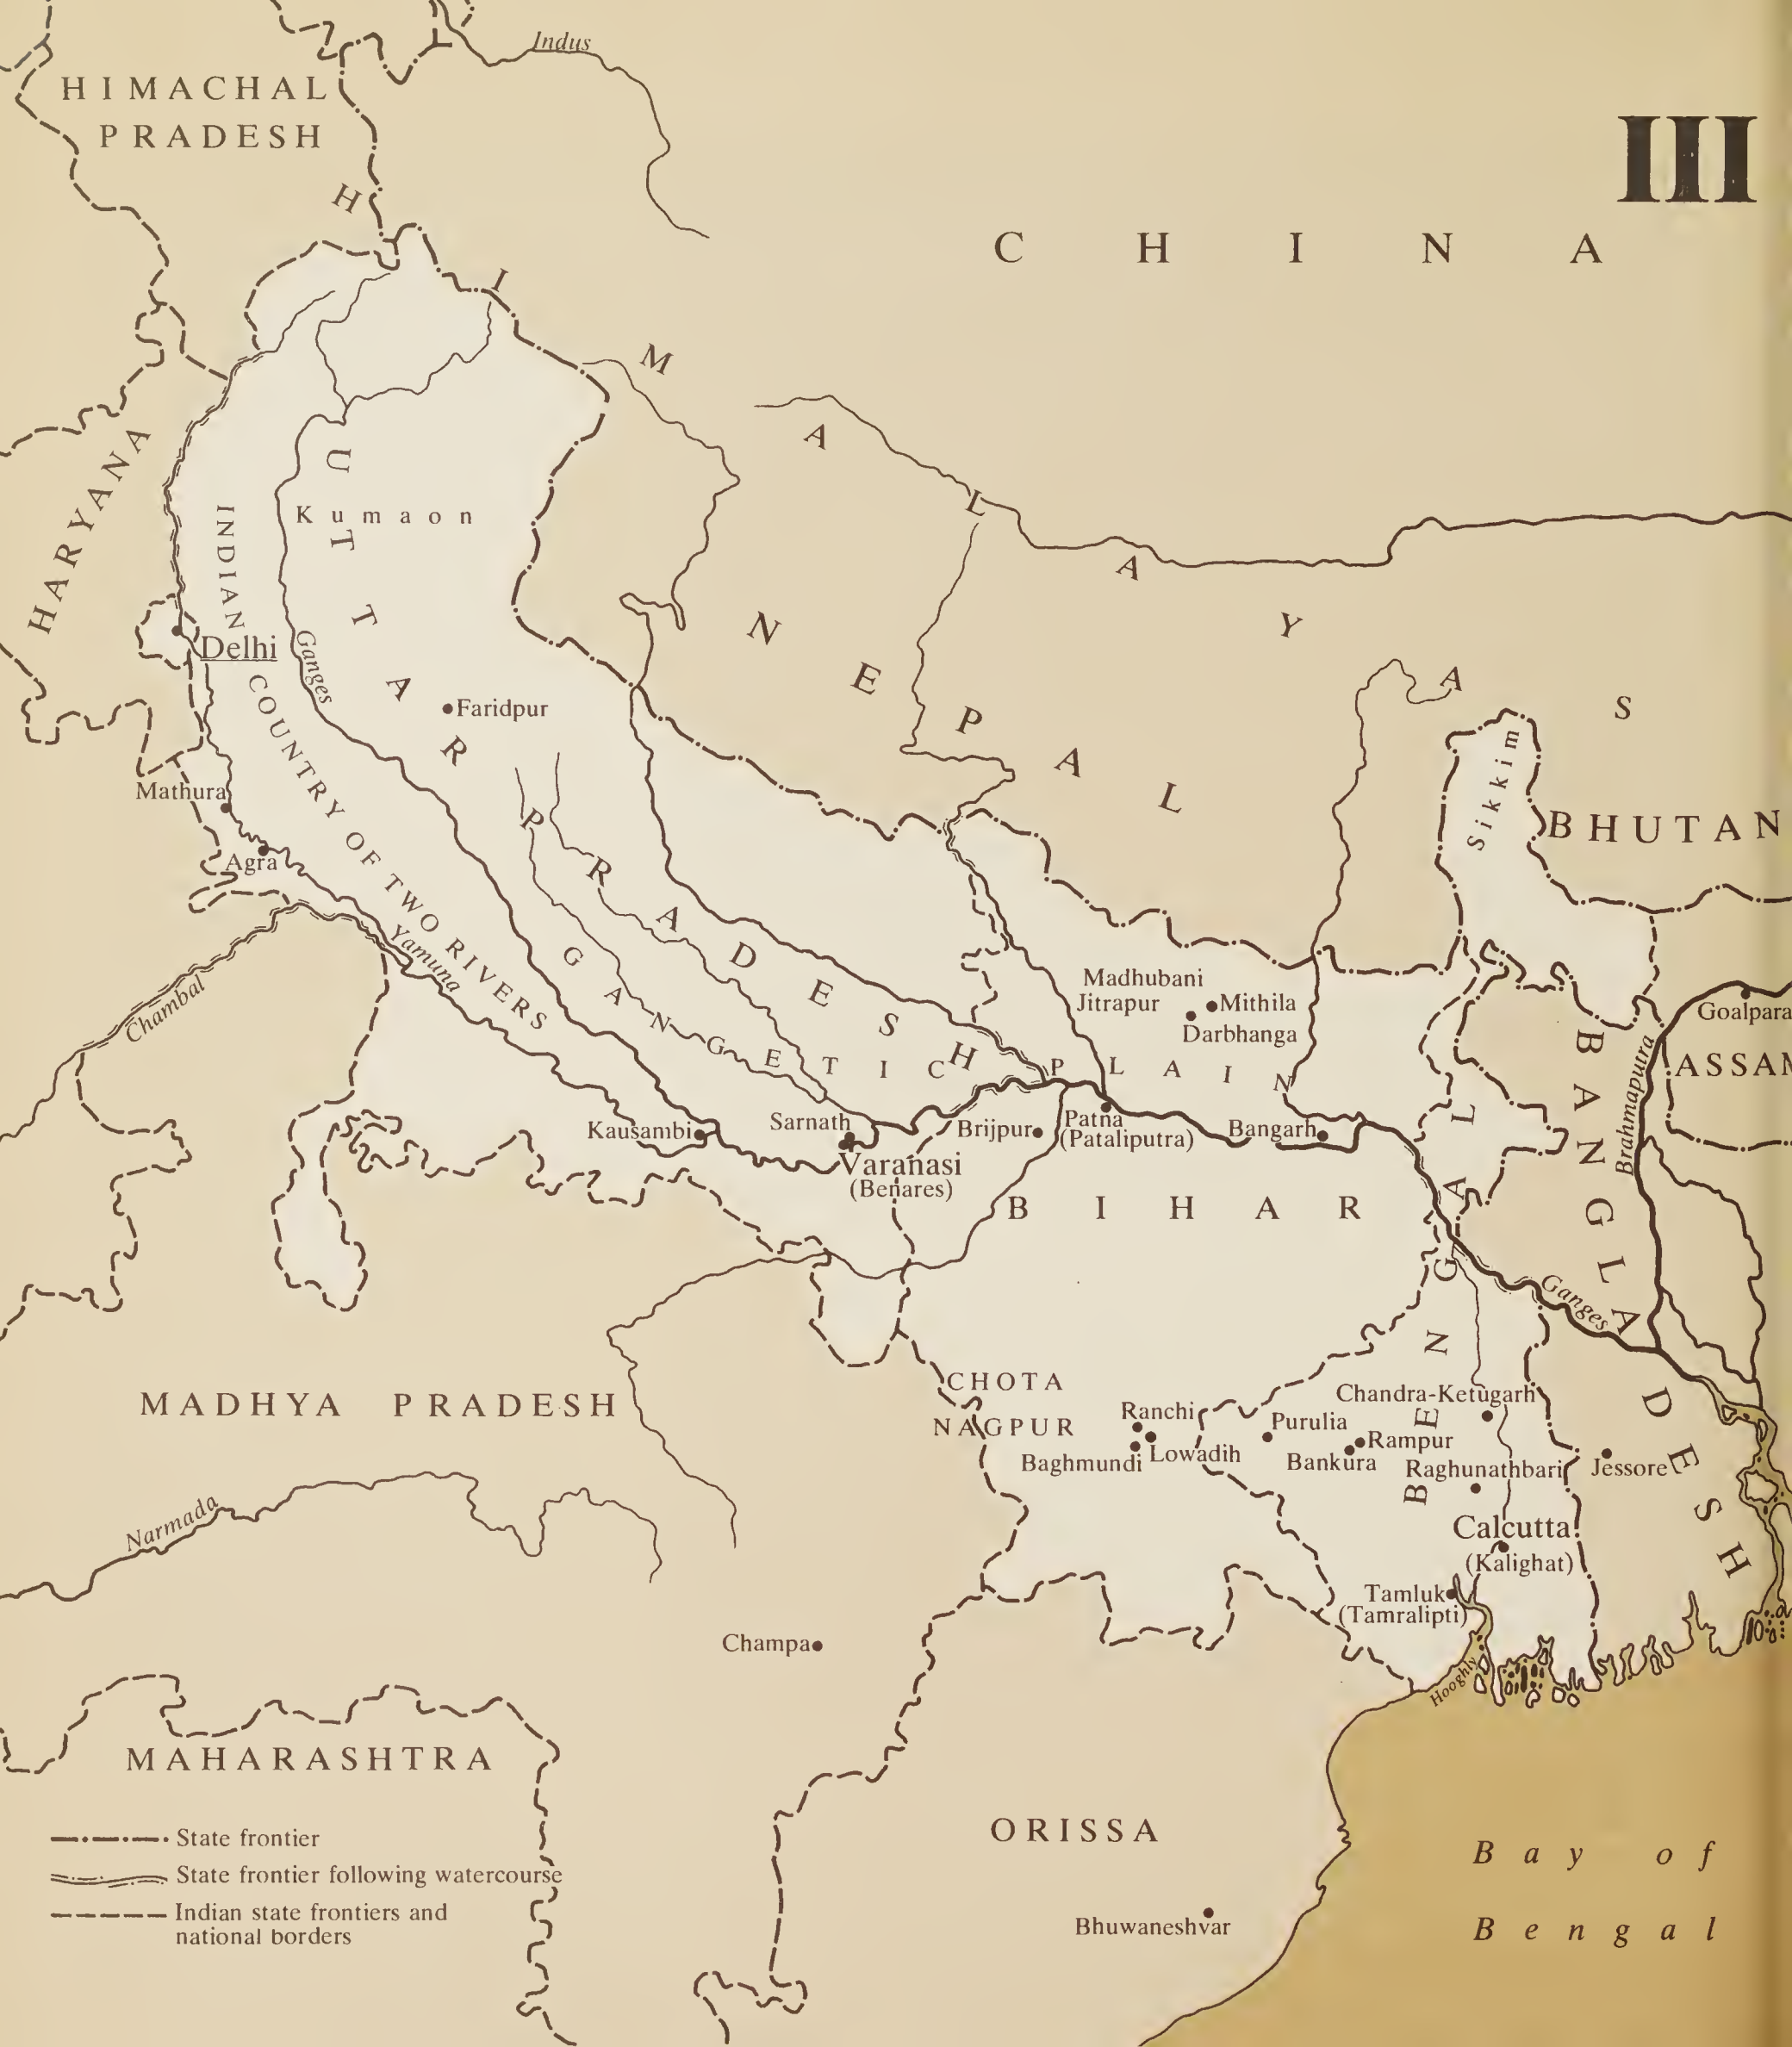 Indus
HIMACHAL
PRADESH
III
CHINA
HIMALAYAS
HARYANA
UTTAR PRADESH
Kumaon
INDIAN COUNTRY OF TWO RIVERS
Delhi
Ganges
NEPAL
Faridpur
Sikkim
BHUTAN
Mathura
Agra
Yamuna
Chambal
GANGETIC PLAIN
Madhubani
Jitrapur
Mithila
Darbhanga
Goalpara
ASSAM
BANGLA DESH
Brahmaputra
Kausambi
Sarnath
Varanasi
(Benares)
Brijpur
Patna
(Pataliputra)
Bangarh
BIHAR
BENGAL
Ganges
MADHYA PRADESH
CHOTA
NAGPUR
Ranchi
Lowadih
Baghmundi
Chandra-Ketugarh
Purulia
Rampur
Bankura
Raghunathbari
Jessore
Calcutta
(Kalighat)
Tamluk
(Tamralipti)
Hooghly
Narmada
Champa
MAHARASHTRA
ORISSA
Bhuwaneshvar
Bay of
Bengal
State frontier
State frontier following watercourse
Indian state frontiers and
national borders